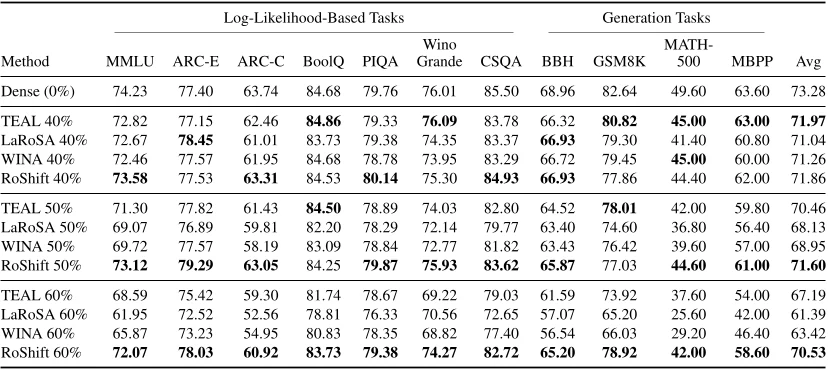 Log-Likelihood-Based Tasks Generation Tasks
Method MMLU ARC-E ARC-C BoolQ PIQA Wino Grande CSQA BBH GSM8K MATH-500 MBPP Avg
Dense (0%) 74.23 77.40 63.74 84.68 79.76 76.01 85.50 68.96 82.64 49.60 63.60 73.28
TEAL 40% 72.82 77.15 62.46 84.86 79.33 76.09 83.78 66.32 80.82 45.00 63.00 71.97
LaRoSA 40% 72.67 78.45 61.01 83.73 79.38 74.35 83.37 66.93 79.30 41.40 60.80 71.04
WINA 40% 72.46 77.57 61.95 84.68 78.78 73.95 83.29 66.72 79.45 45.00 60.00 71.26
RoShift 40% 73.58 77.53 63.31 84.53 80.14 75.30 84.93 66.93 77.86 44.40 62.00 71.86
TEAL 50% 71.30 77.82 61.43 84.50 78.89 74.03 82.80 64.52 78.01 42.00 59.80 70.46
LaRoSA 50% 69.07 76.89 59.81 82.20 78.29 72.14 79.77 63.40 74.60 36.80 56.40 68.13
WINA 50% 69.72 77.57 58.19 83.09 78.84 72.77 81.82 63.43 76.42 39.60 57.00 68.95
RoShift 50% 73.12 79.29 63.05 84.25 79.87 75.93 83.62 65.87 77.03 44.60 61.00 71.60
TEAL 60% 68.59 75.42 59.30 81.74 78.67 69.22 79.03 61.59 73.92 37.60 54.00 67.19
LaRoSA 60% 61.95 72.52 52.56 78.81 76.33 70.56 72.65 57.07 65.20 25.60 42.00 61.39
WINA 60% 65.87 73.23 54.95 80.83 78.35 68.82 77.40 56.54 66.03 29.20 46.40 63.42
RoShift 60% 72.07 78.03 60.92 83.73 79.38 74.27 82.72 65.20 78.92 42.00 58.60 70.53